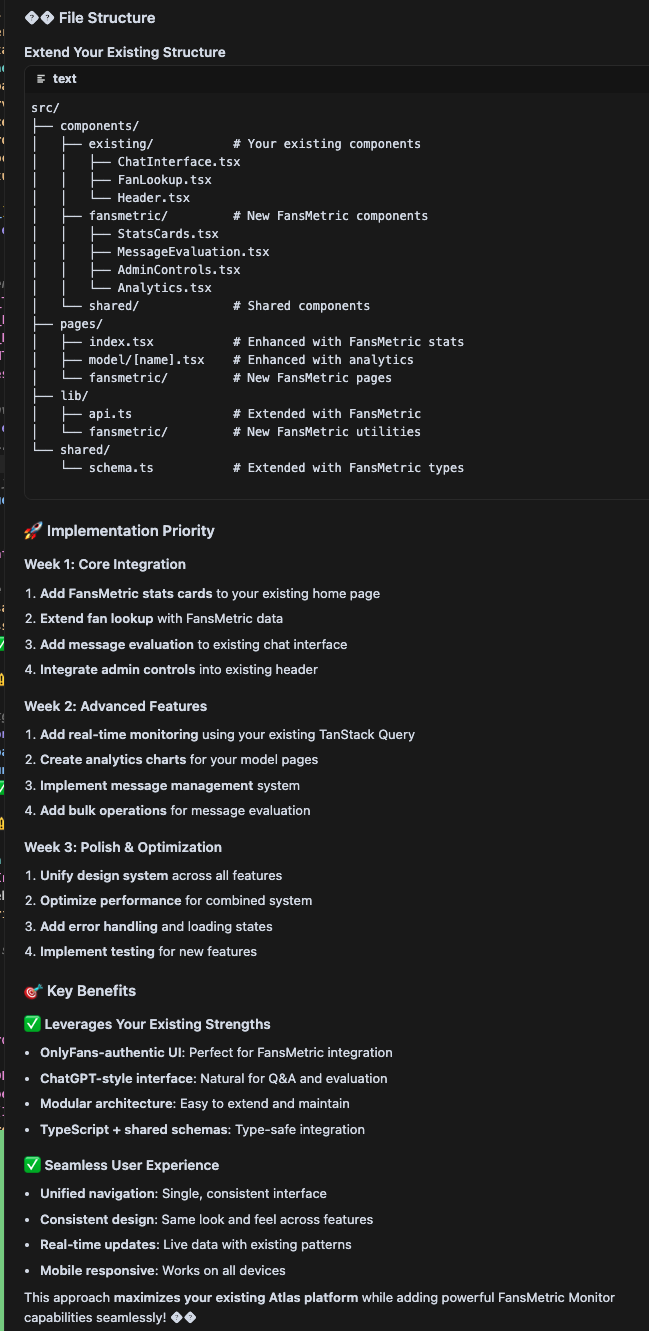 �� File Structure
Extend Your Existing Structure
text
src/
├── components/
│   ├── existing/           # Your existing components
│   │   ├── ChatInterface.tsx
│   │   ├── FanLookup.tsx
│   │   └── Header.tsx
│   ├── fansmetric/         # New FansMetric components
│   │   ├── StatsCards.tsx
│   │   ├── MessageEvaluation.tsx
│   │   ├── AdminControls.tsx
│   │   └── Analytics.tsx
│   └── shared/             # Shared components
├── pages/
│   ├── index.tsx           # Enhanced with FansMetric stats
│   ├── model/[name].tsx    # Enhanced with analytics
│   └── fansmetric/         # New FansMetric pages
├── lib/
│   ├── api.ts              # Extended with FansMetric
│   └── fansmetric/         # New FansMetric utilities
└── shared/
    └── schema.ts           # Extended with FansMetric types
🚀 Implementation Priority
Week 1: Core Integration
1. Add FansMetric stats cards to your existing home page
2. Extend fan lookup with FansMetric data
3. Add message evaluation to existing chat interface
4. Integrate admin controls into existing header
Week 2: Advanced Features
1. Add real-time monitoring using your existing TanStack Query
2. Create analytics charts for your model pages
3. Implement message management system
4. Add bulk operations for message evaluation
Week 3: Polish & Optimization
1. Unify design system across all features
2. Optimize performance for combined system
3. Add error handling and loading states
4. Implement testing for new features
🎯 Key Benefits
✅ Leverages Your Existing Strengths
• OnlyFans-authentic UI: Perfect for FansMetric integration
• ChatGPT-style interface: Natural for Q&A and evaluation
• Modular architecture: Easy to extend and maintain
• TypeScript + shared schemas: Type-safe integration
✅ Seamless User Experience
• Unified navigation: Single, consistent interface
• Consistent design: Same look and feel across features
• Real-time updates: Live data with existing patterns
• Mobile responsive: Works on all devices
This approach maximizes your existing Atlas platform while adding powerful FansMetric Monitor
capabilities seamlessly! ��